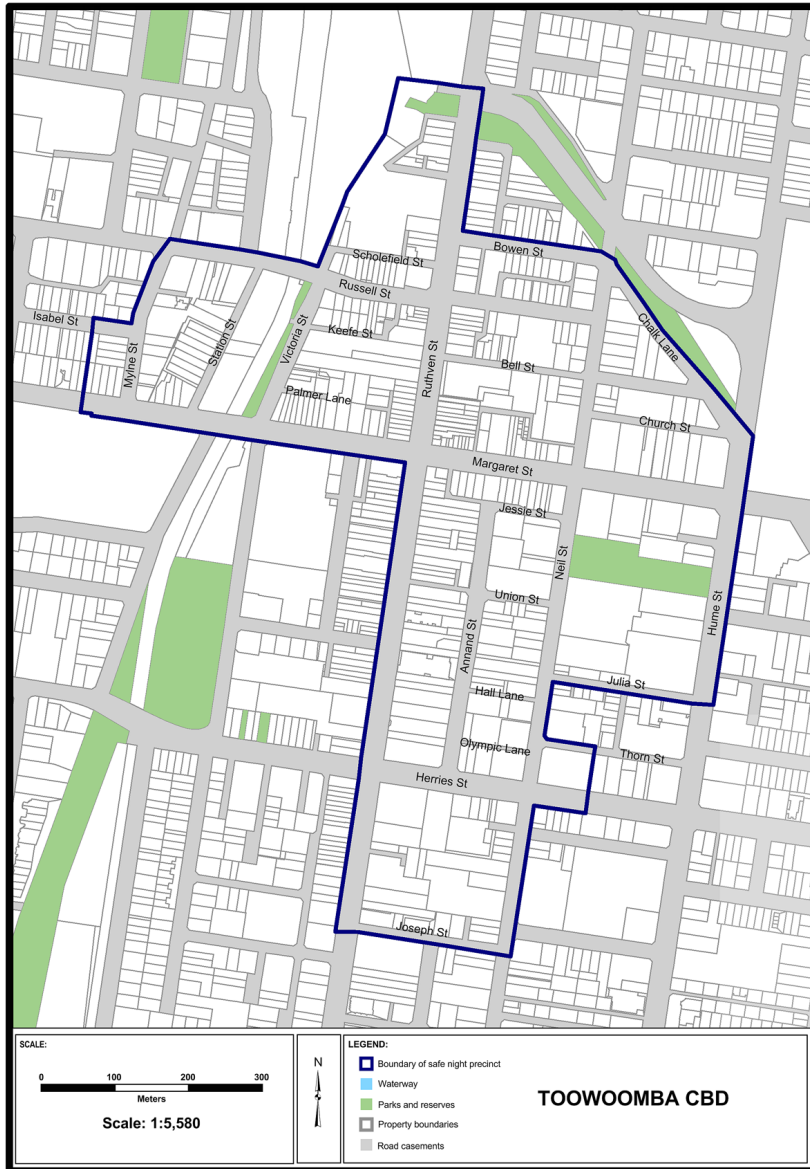 Scholefield St
Bowen St
Russell St
Isabel St
Keefe St
Chalk Lane
Station St
Victoria St
Mylne St
Ruthven St
Bell St
Palmer Lane
Church St
Margaret St
Jessie St
Neil St
Union St
Hume St
Annand St
Julia St
Hall Lane
Olympic Lane
Thorn St
Herries St
Joseph St
SCALE:
0 100 200 300
Meters
Scale: 1:5,580
N
LEGEND:
Boundary of safe night precinct
Waterway
Parks and reserves
Property boundaries
Road casements
TOOWOOMBA CBD